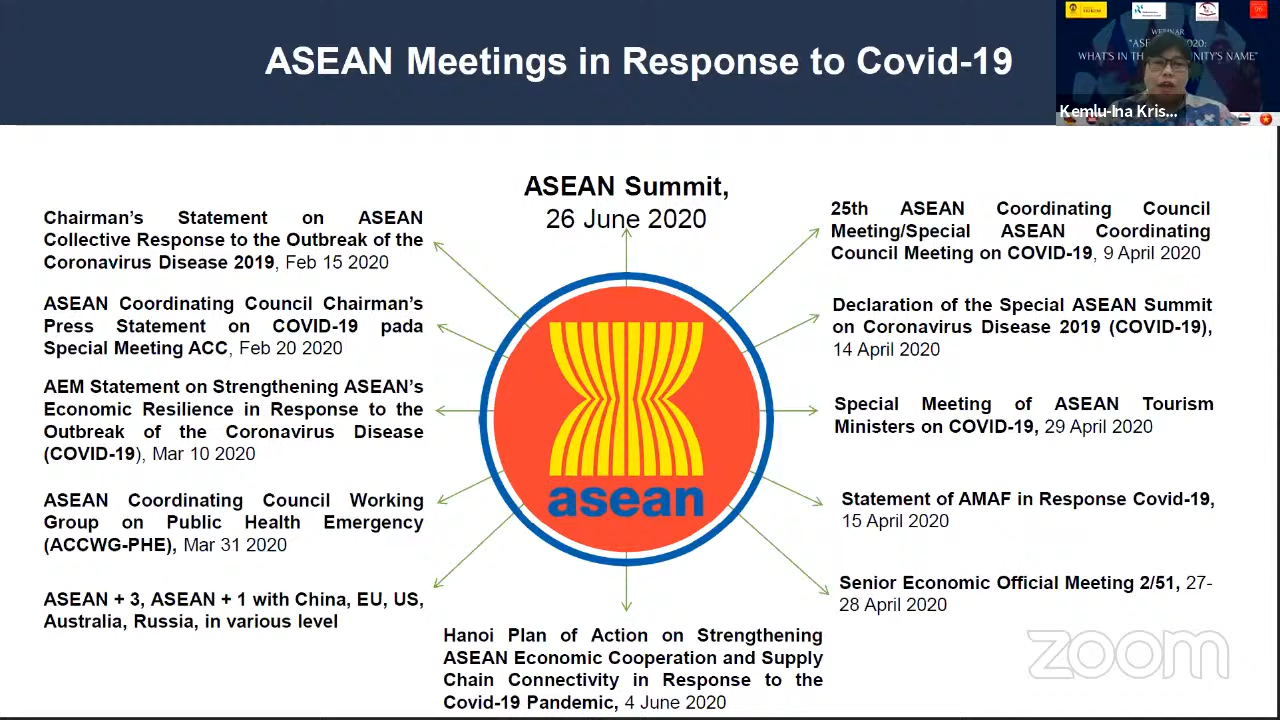 ASEAN Meetings in Response to Covid-19
WEBINAR
"ASE 2020:
WHAT'S IN TH NITY'S NAME"
Kemlu-Ina Kris...
ASEAN Summit,
26 June 2020
Chairman's Statement on ASEAN
Collective Response to the Outbreak of the
Coronavirus Disease 2019, Feb 15 2020
ASEAN Coordinating Council Chairman's
Press Statement on COVID-19 pada
Special Meeting ACC, Feb 20 2020
AEM Statement on Strengthening ASEAN's
Economic Resilience in Response to the
Outbreak of the Coronavirus Disease
(COVID-19), Mar 10 2020
ASEAN Coordinating Council Working
Group on Public Health Emergency
(ACCWG-PHE), Mar 31 2020
ASEAN + 3, ASEAN + 1 with China, EU, US,
Australia, Russia, in various level
asean
Hanoi Plan of Action on Strengthening
ASEAN Economic Cooperation and Supply
Chain Connectivity in Response to the
Covid-19 Pandemic, 4 June 2020
25th ASEAN Coordinating Council
Meeting/Special ASEAN Coordinating
Council Meeting on COVID-19, 9 April 2020
Declaration of the Special ASEAN Summit
on Coronavirus Disease 2019 (COVID-19),
14 April 2020
Special Meeting of ASEAN Tourism
Ministers on COVID-19, 29 April 2020
Statement of AMAF in Response Covid-19,
15 April 2020
Senior Economic Official Meeting 2/51, 27-
28 April 2020
zoom